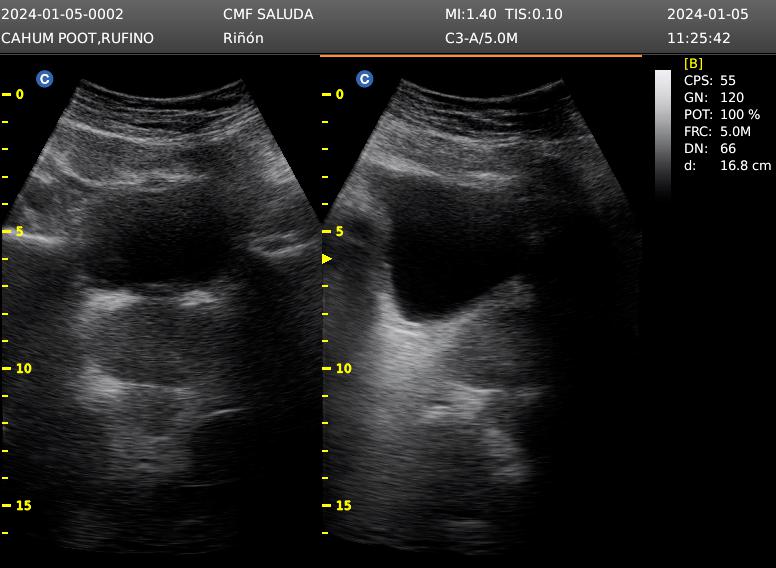 2024-01-05-0002 CMF SALUDA MI:1.40 TIS:0.10 2024-01-05
CAHUM POOT,RUFINO Riñón C3-A/5.0M 11:25:42
C C
[B]
CPS: 55
GN: 120
POT: 100 %
FRC: 5.0M
DN: 66
d: 16.8 cm
0 0
5 5
10 10
15 15